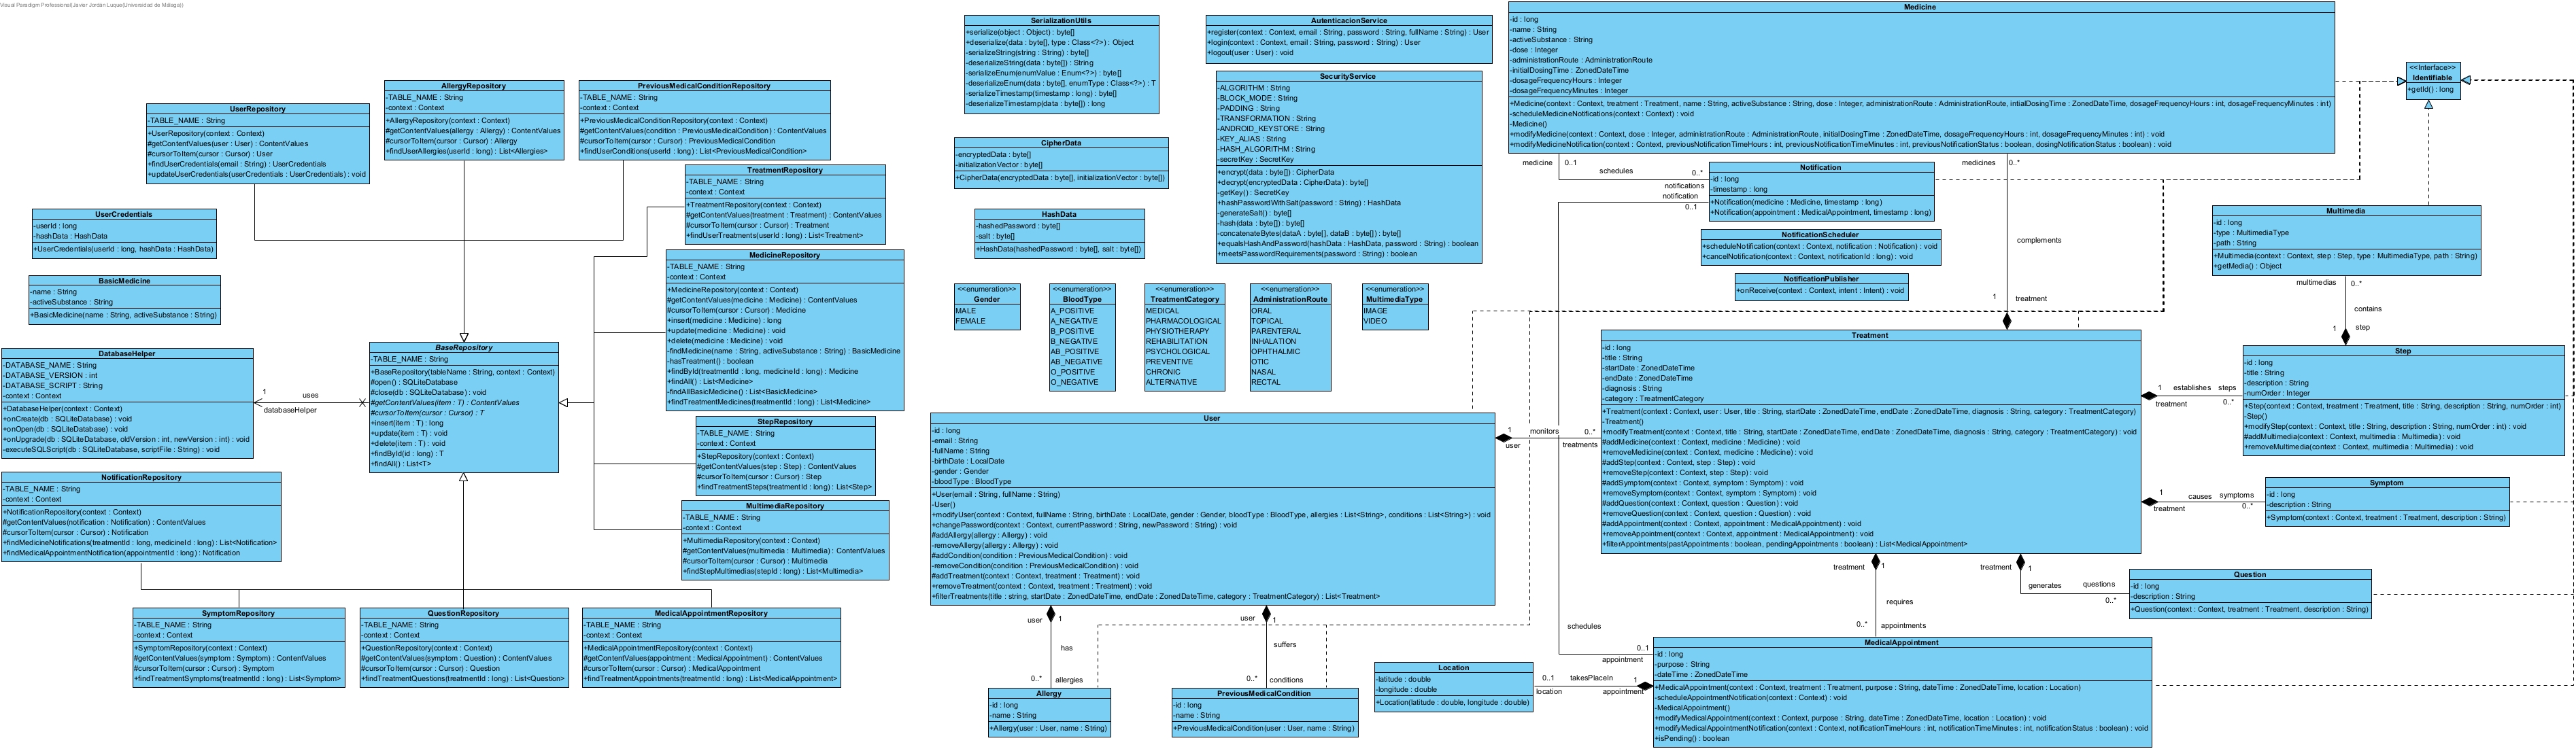 Visual Paradigm Professional(Javier Jordán Luque(Universidad de Málaga))
UserRepository
-TABLE_NAME : String
+UserRepository(context : Context)
#getContentValues(user : User) : ContentValues
#cursorToItem(cursor : Cursor) : User
+findUserCredentials(email : String) : UserCredentials
+updateUserCredentials(userCredentials : UserCredentials) : void
AllergyRepository
-TABLE_NAME : String
-context : Context
+AllergyRepository(context : Context)
#getContentValues(allergy : Allergy) : ContentValues
#cursorToItem(cursor : Cursor) : Allergy
+findUserAllergies(userId : long) : List<Allergies>
PreviousMedicalConditionRepository
-TABLE_NAME : String
-context : Context
+PreviousMedicalConditionRepository(context : Context)
#getContentValues(condition : PreviousMedicalCondition) : ContentValues
#cursorToItem(cursor : Cursor) : PreviousMedicalCondition
+findUserConditions(userId : long) : List<PreviousMedicalCondition>
TreatmentRepository
-TABLE_NAME : String
-context : Context
+TreatmentRepository(context : Context)
#getContentValues(treatment : Treatment) : ContentValues
#cursorToItem(cursor : Cursor) : Treatment
+findUserTreatments(userId : long) : List<Treatment>
UserCredentials
-userId : long
-hashData : HashData
+UserCredentials(userId : long, hashData : HashData)
BasicMedicine
-name : String
-activeSubstance : String
+BasicMedicine(name : String, activeSubstance : String)
MedicineRepository
-TABLE_NAME : String
-context : Context
+MedicineRepository(context : Context)
#getContentValues(medicine : Medicine) : ContentValues
#cursorToItem(cursor : Cursor) : Medicine
+insert(medicine : Medicine) : long
+update(medicine : Medicine) : void
+delete(medicine : Medicine) : void
-findMedicine(name : String, activeSubstance : String) : BasicMedicine
-hasTreatment() : boolean
+findById(treatmentId : long, medicineId : long) : Medicine
+findAll() : List<Medicine>
+findAllBasicMedicine() : List<BasicMedicine>
+findTreatmentMedicines(treatmentId : long) : List<Medicine>
DatabaseHelper
-DATABASE_NAME : String
-DATABASE_VERSION : int
-DATABASE_SCRIPT : String
-context : Context
+DatabaseHelper(context : Context)
+onCreate(db : SQLiteDatabase) : void
+onOpen(db : SQLiteDatabase) : void
+onUpgrade(db : SQLiteDatabase, oldVersion : int, newVersion : int) : void
-executeSQLScript(db : SQLiteDatabase, scriptFile : String) : void
1
uses
databaseHelper
BaseRepository
-TABLE_NAME : String
+BaseRepository(tableName : String, context : Context)
#open() : SQLiteDatabase
#close(db : SQLiteDatabase) : void
#getContentValues(item : T) : ContentValues
#cursorToItem(cursor : Cursor) : T
+insert(item : T) : long
+update(item : T) : void
+delete(item : T) : void
+findById(id : long) : T
+findAll() : List<T>
StepRepository
-TABLE_NAME : String
-context : Context
+StepRepository(context : Context)
#getContentValues(step : Step) : ContentValues
#cursorToItem(cursor : Cursor) : Step
+findTreatmentSteps(treatmentId : long) : List<Step>
NotificationRepository
-TABLE_NAME : String
-context : Context
+NotificationRepository(context : Context)
#getContentValues(notification : Notification) : ContentValues
#cursorToItem(cursor : Cursor) : Notification
+findMedicineNotifications(treatmentId : long, medicineId : long) : List<Notification>
+findMedicalAppointmentNotification(appointmentId : long) : Notification
MultimediaRepository
-TABLE_NAME : String
-context : Context
+MultimediaRepository(context : Context)
#getContentValues(multimedia : Multimedia) : ContentValues
#cursorToItem(cursor : Cursor) : Multimedia
+findStepMultimedias(stepId : long) : List<Multimedia>
SymptomRepository
-TABLE_NAME : String
-context : Context
+SymptomRepository(context : Context)
#getContentValues(symptom : Symptom) : ContentValues
#cursorToItem(cursor : Cursor) : Symptom
+findTreatmentSymptoms(treatmentId : long) : List<Symptom>
QuestionRepository
-TABLE_NAME : String
-context : Context
+QuestionRepository(context : Context)
#getContentValues(symptom : Question) : ContentValues
#cursorToItem(cursor : Cursor) : Question
+findTreatmentQuestions(treatmentId : long) : List<Question>
MedicalAppointmentRepository
-TABLE_NAME : String
-context : Context
+MedicalAppointmentRepository(context : Context)
#getContentValues(appointment : MedicalAppointment) : ContentValues
#cursorToItem(cursor : Cursor) : MedicalAppointment
+findTreatmentAppointments(treatmentId : long) : List<MedicalAppointment>
SerializationUtils
+serialize(object : Object) : byte[]
+deserialize(data : byte[], type : Class<?>) : Object
-serializeString(string : String) : byte[]
-deserializeString(data : byte[]) : String
-serializeEnum(enumValue : Enum<?>) : byte[]
-deserializeEnum(data : byte[], enumType : Class<?>) : T
-serializeTimestamp(timestamp : long) : byte[]
-deserializeTimestamp(data : byte[]) : long
CipherData
-encryptedData : byte[]
-initializationVector : byte[]
+CipherData(encryptedData : byte[], initializationVector : byte[])
HashData
-hashedPassword : byte[]
-salt : byte[]
+HashData(hashedPassword : byte[], salt : byte[])
AutenticacionService
+register(context : Context, email : String, password : String, fullName : String) : User
+login(context : Context, email : String, password : String) : User
+logout(user : User) : void
SecurityService
-ALGORITHM : String
-BLOCK_MODE : String
-PADDING : String
-TRANSFORMATION : String
-ANDROID_KEYSTORE : String
-KEY_ALIAS : String
-HASH_ALGORITHM : String
-secretKey : SecretKey
+encrypt(data : byte[]) : CipherData
+decrypt(encryptedData : CipherData) : byte[]
-getKey() : SecretKey
+hashPasswordWithSalt(password : String) : HashData
-generateSalt() : byte[]
-hash(data : byte[]) : byte[]
-concatenateBytes(dataA : byte[], dataB : byte[]) : byte[]
+equalsHashAndPassword(hashData : HashData, password : String) : boolean
+meetsPasswordRequirements(password : String) : boolean
<<enumeration>>
Gender
MALE
FEMALE
<<enumeration>>
BloodType
A_POSITIVE
A_NEGATIVE
B_POSITIVE
B_NEGATIVE
AB_POSITIVE
AB_NEGATIVE
O_POSITIVE
O_NEGATIVE
<<enumeration>>
TreatmentCategory
MEDICAL
PHARMACOLOGICAL
PHYSIOTHERAPY
REHABILITATION
PSYCHOLOGICAL
PREVENTIVE
CHRONIC
ALTERNATIVE
<<enumeration>>
AdministrationRoute
ORAL
TOPICAL
PARENTERAL
INHALATION
OPHTHALMIC
OTIC
NASAL
RECTAL
<<enumeration>>
MultimediaType
IMAGE
VIDEO
Medicine
-id : long
-name : String
-activeSubstance : String
-dose : Integer
-administrationRoute : AdministrationRoute
-initialDosingTime : ZonedDateTime
-dosageFrequencyHours : Integer
-dosageFrequencyMinutes : Integer
+Medicine(context : Context, treatment : Treatment, name : String, activeSubstance : String, dose : Integer, administrationRoute : AdministrationRoute, intialDosingTime : ZonedDateTime, dosageFrequencyHours : int, dosageFrequencyMinutes : int)
-scheduleMedicineNotifications(context : Context) : void
-Medicine()
+modifyMedicine(context : Context, dose : Integer, administrationRoute : AdministrationRoute, initialDosingTime : ZonedDateTime, dosageFrequencyHours : int, dosageFrequencyMinutes : int) : void
+modifyMedicineNotification(context : Context, previousNotificationTimeHours : int, previousNotificationTimeMinutes : int, previousNotificationStatus : boolean, dosingNotificationStatus : boolean) : void
<<Interface>>
Identifiable
+getId() : long
medicine
0..1
schedules
0..*
notifications
notification
0..1
Notification
-id : long
-timestamp : long
+Notification(medicine : Medicine, timestamp : long)
+Notification(appointment : MedicalAppointment, timestamp : long)
NotificationScheduler
+scheduleNotification(context : Context, notification : Notification) : void
+cancelNotification(context : Context, notificationId : long) : void
NotificationPublisher
+onReceive(context : Context, intent : Intent) : void
medicines
0..*
complements
1
treatment
Multimedia
-id : long
-type : MultimediaType
-path : String
+Multimedia(context : Context, step : Step, type : MultimediaType, path : String)
+getMedia() : Object
multimedias
0..*
contains
1
step
Treatment
-id : long
-title : String
-startDate : ZonedDateTime
-endDate : ZonedDateTime
-diagnosis : String
-category : TreatmentCategory
+Treatment(context : Context, user : User, title : String, startDate : ZonedDateTime, endDate : ZonedDateTime, diagnosis : String, category : TreatmentCategory)
-Treatment()
+modifyTreatment(context : Context, title : String, startDate : ZonedDateTime, endDate : ZonedDateTime, diagnosis : String, category : TreatmentCategory) : void
#addMedicine(context : Context, medicine : Medicine) : void
+removeMedicine(context : Context, medicine : Medicine) : void
#addStep(context : Context, step : Step) : void
+removeStep(context : Context, step : Step) : void
#addSymptom(context : Context, symptom : Symptom) : void
+removeSymptom(context : Context, symptom : Symptom) : void
#addQuestion(context : Context, question : Question) : void
+removeQuestion(context : Context, question : Question) : void
#addAppointment(context : Context, appointment : MedicalAppointment) : void
+removeAppointment(context : Context, appointment : MedicalAppointment) : void
+filterAppointments(pastAppointments : boolean, pendingAppointments : boolean) : List<MedicalAppointment>
Step
-id : long
-title : String
-description : String
-numOrder : Integer
+Step(context : Context, treatment : Treatment, title : String, description : String, numOrder : int)
-Step()
+modifyStep(context : Context, title : String, description : String, numOrder : int) : void
#addMultimedia(context : Context, multimedia : Multimedia) : void
+removeMultimedia(context : Context, multimedia : Multimedia) : void
1
establishes
steps
treatment
0..*
User
-id : long
-email : String
-fullName : String
-birthDate : LocalDate
-gender : Gender
-bloodType : BloodType
+User(email : String, fullName : String)
-User()
+modifyUser(context : Context, fullName : String, birthDate : LocalDate, gender : Gender, bloodType : BloodType, allergies : List<String>, conditions : List<String>) : void
+changePassword(context : Context, currentPassword : String, newPassword : String) : void
#addAllergy(allergy : Allergy) : void
-removeAllergy(allergy : Allergy) : void
#addCondition(condition : PreviousMedicalCondition) : void
-removeCondition(condition : PreviousMedicalCondition) : void
#addTreatment(context : Context, treatment : Treatment) : void
+removeTreatment(context : Context, treatment : Treatment) : void
+filterTreatments(title : string, startDate : ZonedDateTime, endDate : ZonedDateTime, category : TreatmentCategory) : List<Treatment>
1
monitors
0..*
user
treatments
1
causes
symptoms
treatment
0..*
Symptom
-id : long
-description : String
+Symptom(context : Context, treatment : Treatment, description : String)
treatment
1
generates
questions
0..*
Question
-id : long
-description : String
+Question(context : Context, treatment : Treatment, description : String)
treatment
1
requires
0..*
appointments
schedules
0..1
appointment
user
1
has
0..*
allergies
Allergy
-id : long
-name : String
+Allergy(user : User, name : String)
user
1
suffers
0..*
conditions
PreviousMedicalCondition
-id : long
-name : String
+PreviousMedicalCondition(user : User, name : String)
Location
-latitude : double
-longitude : double
+Location(latitude : double, longitude : double)
0..1
takesPlaceIn
1
location
appointment
MedicalAppointment
-id : long
-purpose : String
-dateTime : ZonedDateTime
+MedicalAppointment(context : Context, treatment : Treatment, purpose : String, dateTime : ZonedDateTime, location : Location)
-scheduleAppointmentNotification(context : Context) : void
-MedicalAppointment()
+modifyMedicalAppointment(context : Context, purpose : String, dateTime : ZonedDateTime, location : Location) : void
+modifyMedicalAppointmentNotification(context : Context, notificationTimeHours : int, notificationTimeMinutes : int, notificationStatus : boolean) : void
+isPending() : boolean